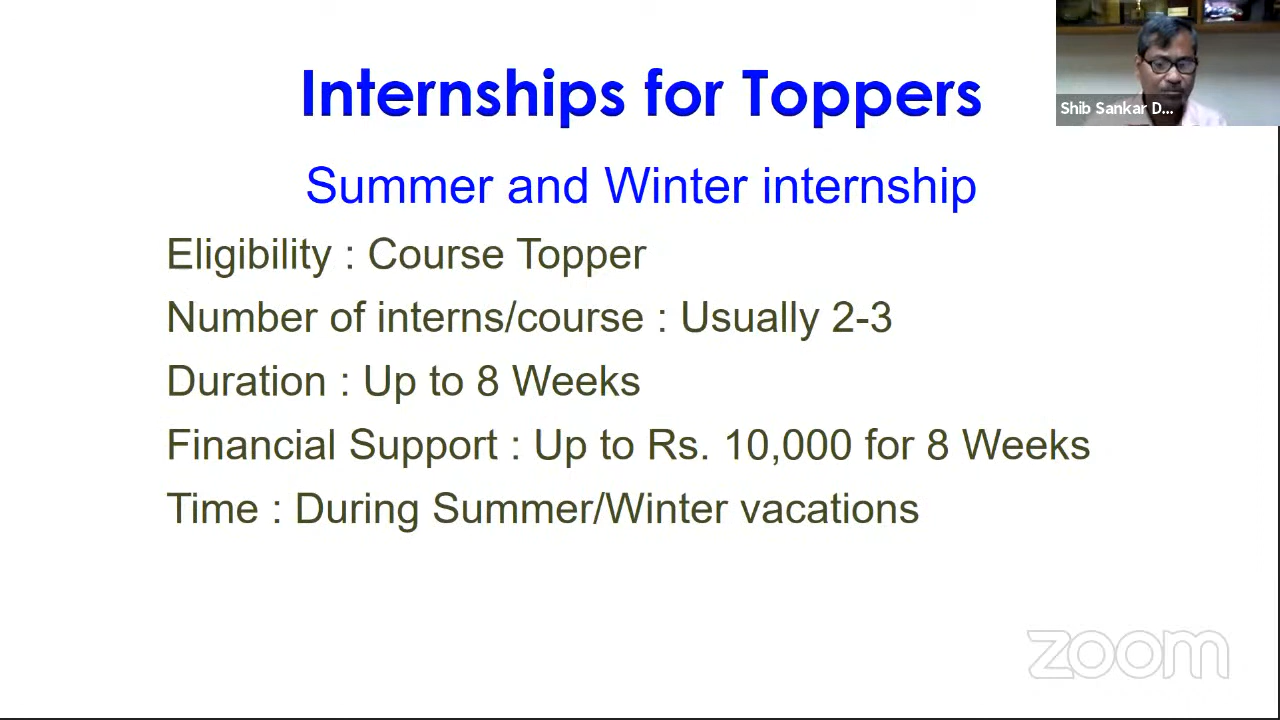 Internships for Toppers
Shib Sankar D...
Summer and Winter internship
Eligibility : Course Topper
Number of interns/course : Usually 2-3
Duration : Up to 8 Weeks
Financial Support : Up to Rs. 10,000 for 8 Weeks
Time : During Summer/Winter vacations
zoom